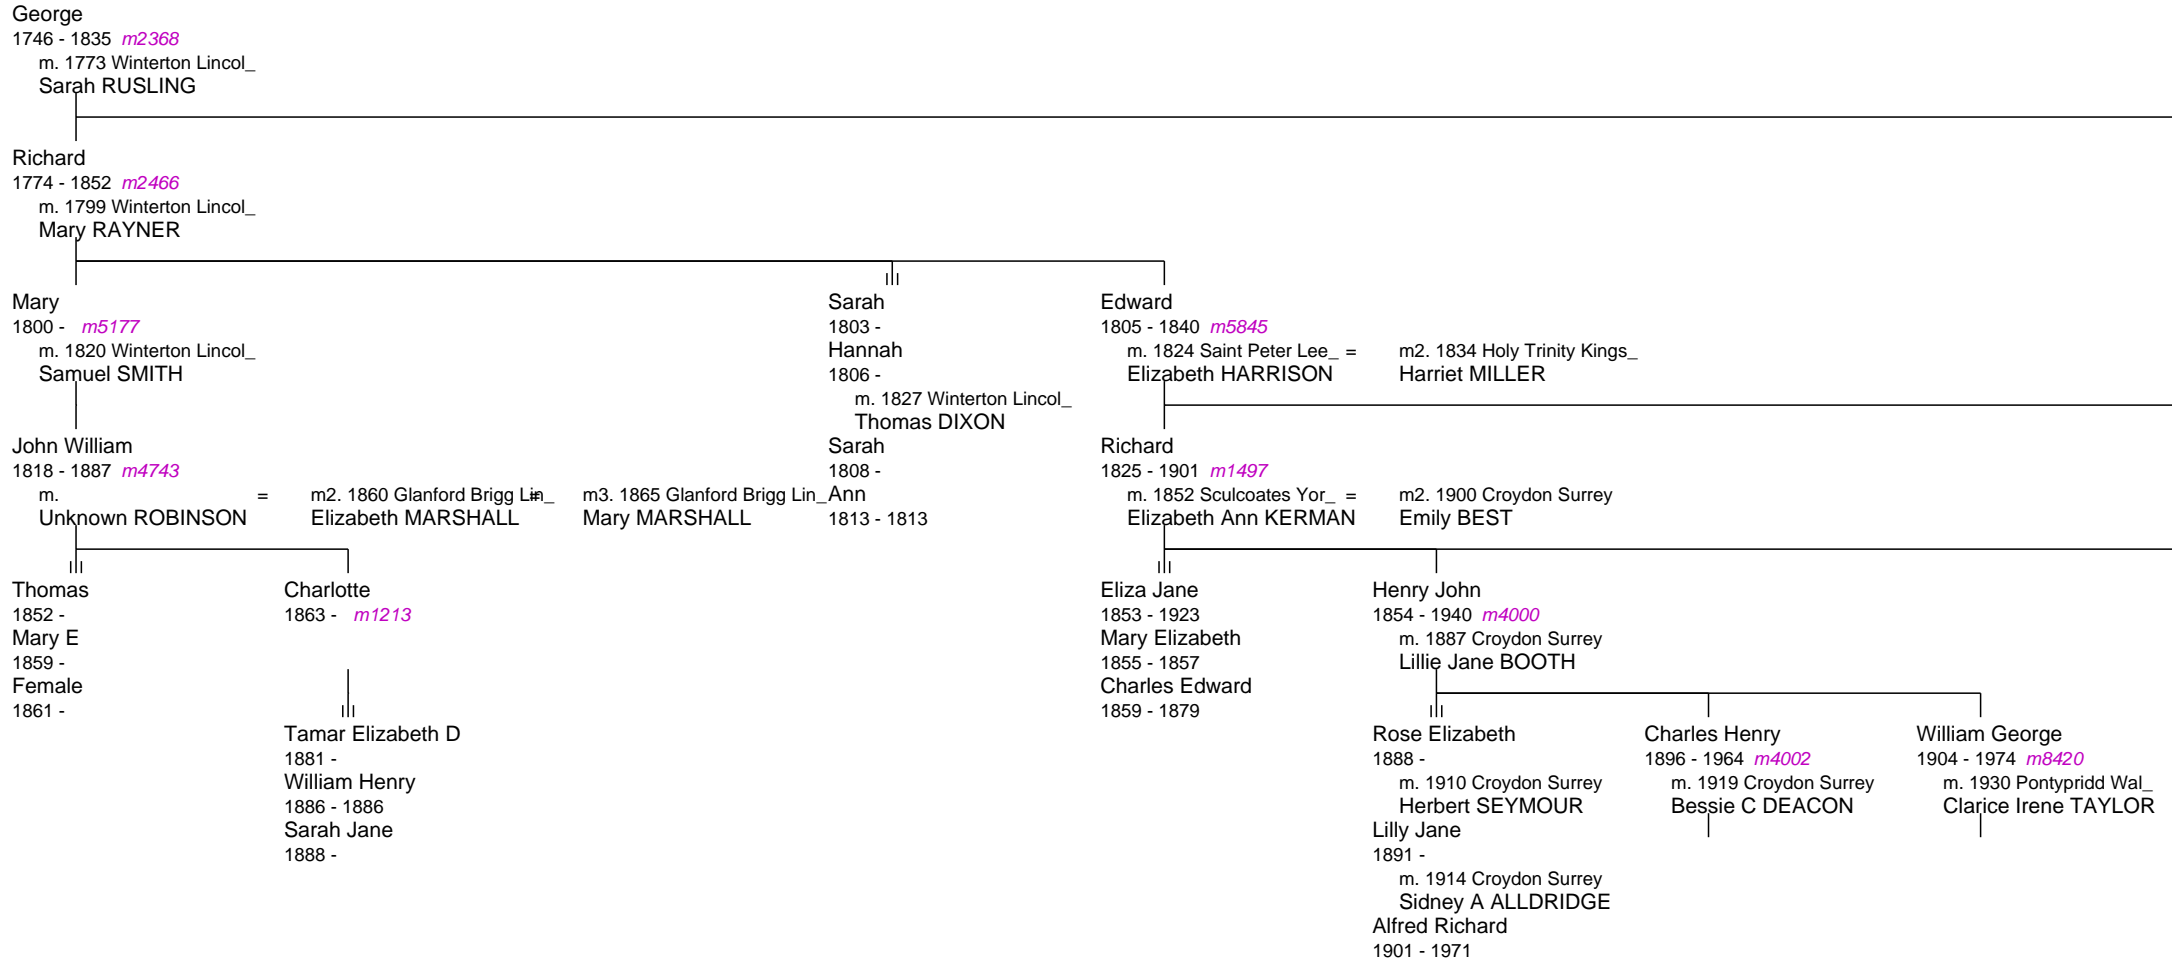 George
1746 - 1835 m2368
m. 1773 Winterton Lincol_
Sarah RUSLING
Richard
1774 - 1852 m2466
m. 1799 Winterton Lincol_
Mary RAYNER
Mary
1800 - m5177
m. 1820 Winterton Lincol_
Samuel SMITH
Sarah
1803 -
Hannah
1806 -
m. 1827 Winterton Lincol_
Thomas DIXON
Sarah
1808 -
Ann
1813 - 1813
Edward
1805 - 1840 m5845
m. 1824 Saint Peter Lee_ = m2. 1834 Holy Trinity Kings_
Elizabeth HARRISON Harriet MILLER
John William
1818 - 1887 m4743
m. = m2. 1860 Glanford Brigg Lin_ = m3. 1865 Glanford Brigg Lin_
Unknown ROBINSON Elizabeth MARSHALL Mary MARSHALL
Richard
1825 - 1901 m1497
m. 1852 Sculcoates Yor_ = m2. 1900 Croydon Surrey
Elizabeth Ann KERMAN Emily BEST
Thomas
1852 -
Mary E
1859 -
Female
1861 -
Charlotte
1863 - m1213
Eliza Jane
1853 - 1923
Mary Elizabeth
1855 - 1857
Charles Edward
1859 - 1879
Henry John
1854 - 1940 m4000
m. 1887 Croydon Surrey
Lillie Jane BOOTH
Tamar Elizabeth D
1881 -
William Henry
1886 - 1886
Sarah Jane
1888 -
Rose Elizabeth
1888 -
m. 1910 Croydon Surrey
Herbert SEYMOUR
Lilly Jane
1891 -
m. 1914 Croydon Surrey
Sidney A ALLDRIDGE
Alfred Richard
1901 - 1971
Charles Henry
1896 - 1964 m4002
m. 1919 Croydon Surrey
Bessie C DEACON
William George
1904 - 1974 m8420
m. 1930 Pontypridd Wal_
Clarice Irene TAYLOR